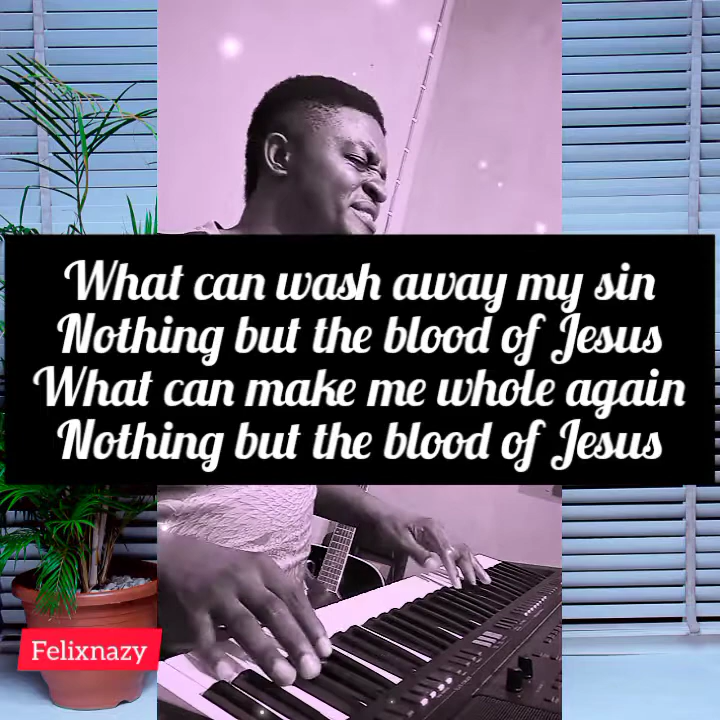 What can wash away my sin
Nothing but the blood of Jesus
What can make me whole again
Nothing but the blood of Jesus
Felixnazy